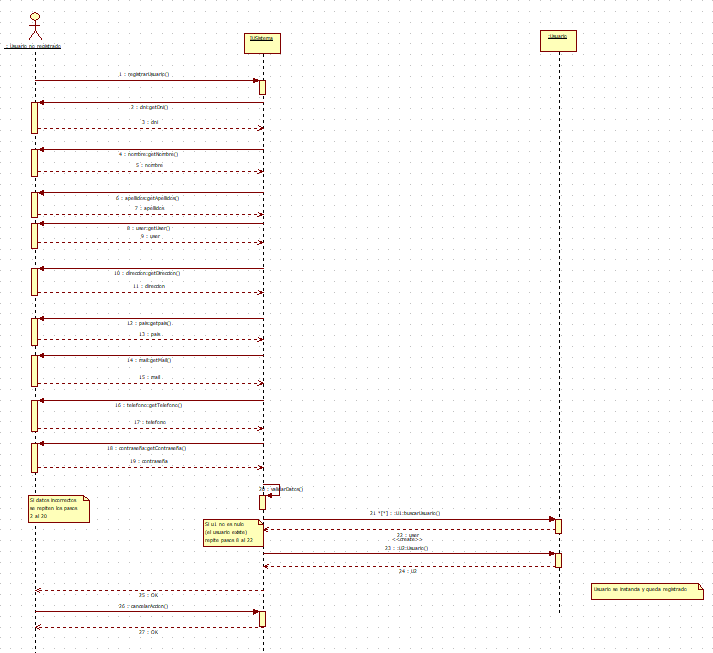 : Usuario no registrado
IUSistema
:Usuario
1 : registrarUsuario()
2 : dni:getDni()
3 : dni
4 : nombre:getNombre()
5 : nombre
6 : apellidos:getApellidos()
7 : apellidos
8 : user:getUser()
9 : user
10 : direccion:getDireccion()
11 : direccion
12 : pais:getpais()
13 : pais
14 : mail:getMail()
15 : mail
16 : telefono:getTelefono()
17 : telefono
18 : contraseña:getContraseña()
19 : contraseña
20 : validarDatos()
Si datos incorrectos
se repiten los pasos
2 al 20
21 *[*] : :U1:buscarUsuario()
Si u1 no es nulo
(el usuario existe)
repite pasos 8 al 22
22 : user
<<create>>
23 : :U2:Usuario()
24 : U2
25 : OK
Usuario se instancia y queda registrado
26 : cancelarAccion()
27 : OK